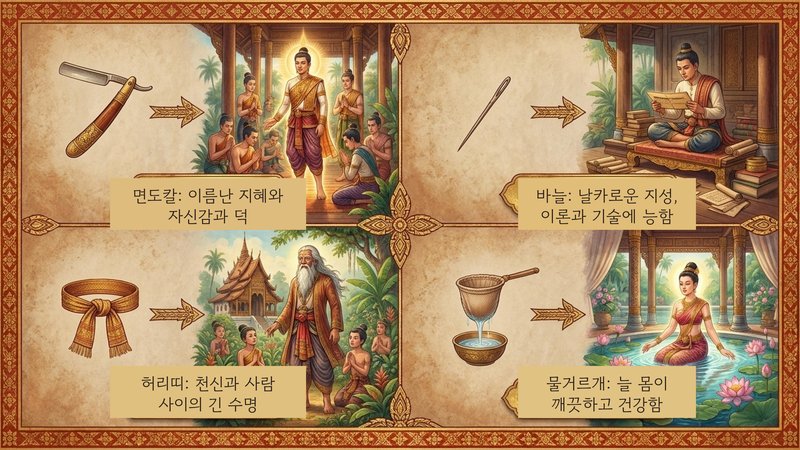 면도칼: 이름난 지혜와
자신감과 덕
바늘: 날카로운 지성,
이론과 기술에 능함
허리띠: 천신과 사람
사이의 긴 수명
물거르개: 늘 몸이
깨끗하고 건강함